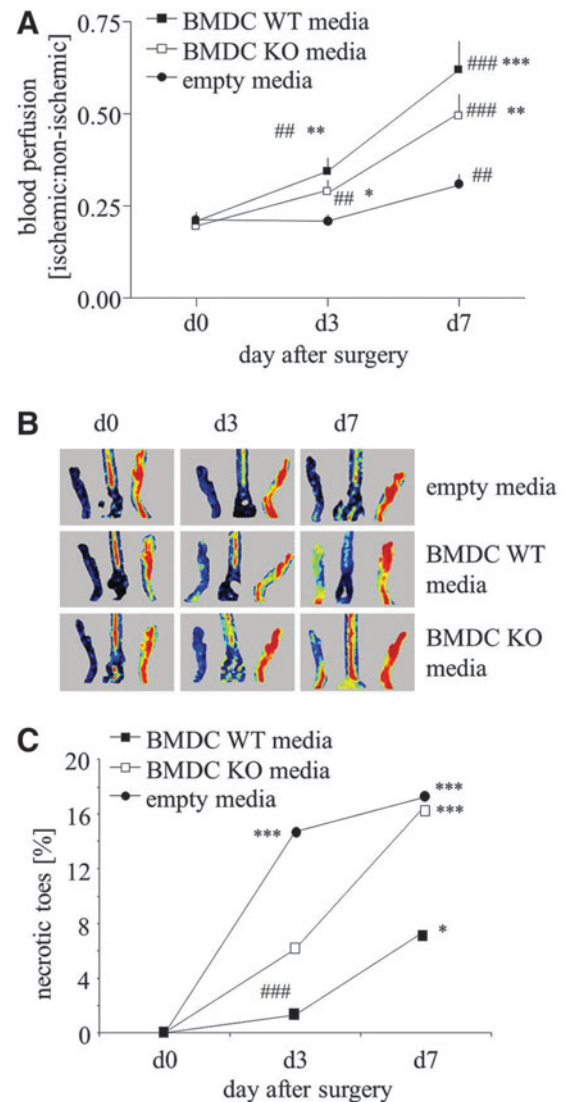 A
BMDC WT media
BMDC KO media
empty media
blood perfusion
[ischemic:non-ischemic]
0.75
0.50
0.25
0.00
### ***
### **
## **
## *
##
d0 d3 d7
day after surgery
B
d0 d3 d7
empty media
BMDC WT
media
BMDC KO
media
C
BMDC WT media
BMDC KO media
empty media
necrotic toes [%]
20
16
12
8
4
0
***
***
***
*
###
d0 d3 d7
day after surgery